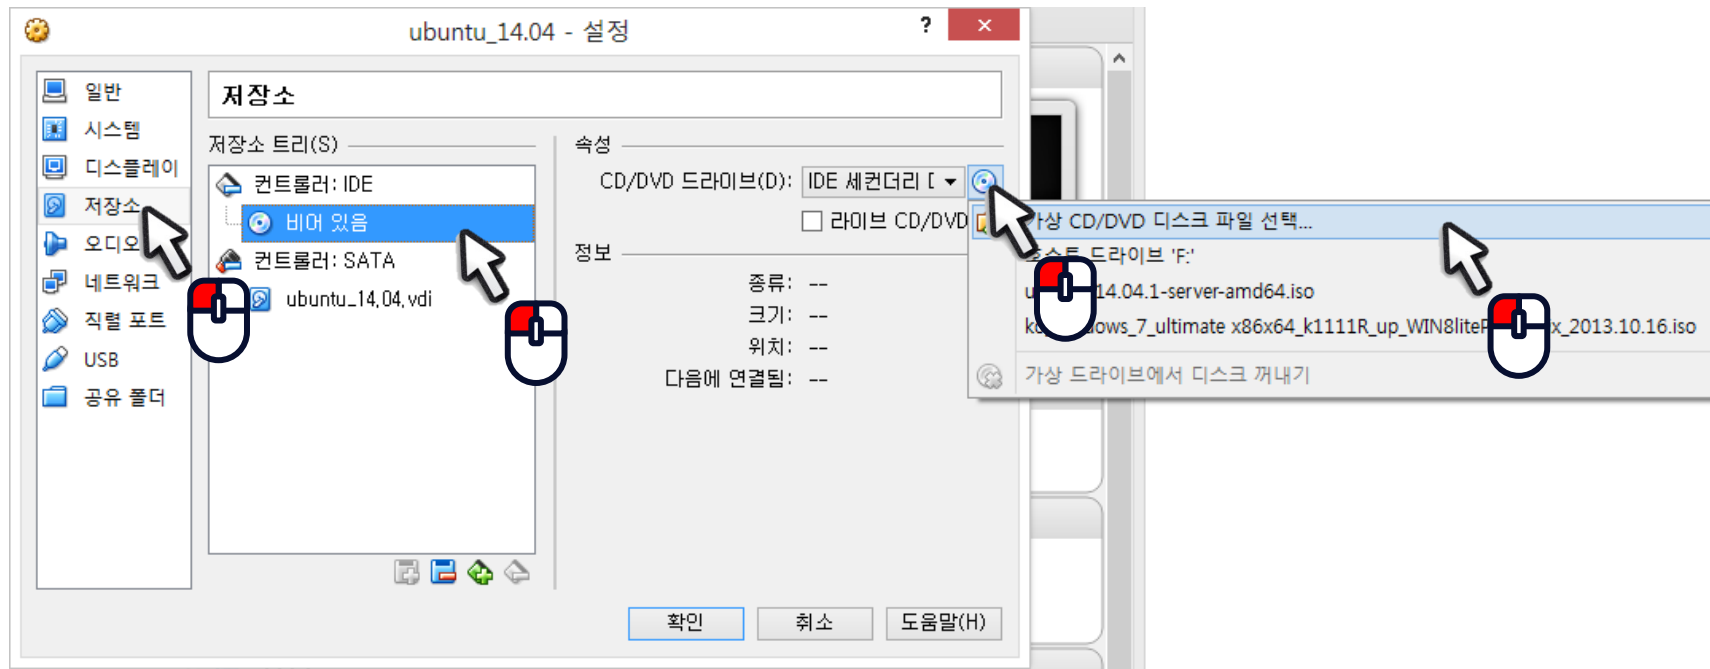 ubuntu_14.04 - 설정
?
일반
시스템
디스플레이
저장소
오디오
네트워크
직렬 포트
USB
공유 폴더
저장소
저장소 트리(S)
컨트롤러: IDE
비어 있음
컨트롤러: SATA
ubuntu_14.04.vdi
속성
CD/DVD 드라이브(D): IDE 세컨더리
라이브 CD/DVD
정보
종류: --
크기: --
위치: --
다음에 연결됨: --
가상 CD/DVD 디스크 파일 선택...
드라이브 'F:'
14.04.1-server-amd64.iso
_7_ultimate x86x64_k1111R_up_WIN8lite
x_2013.10.16.iso
가상 드라이브에서 디스크 꺼내기
확인
취소
도움말(H)